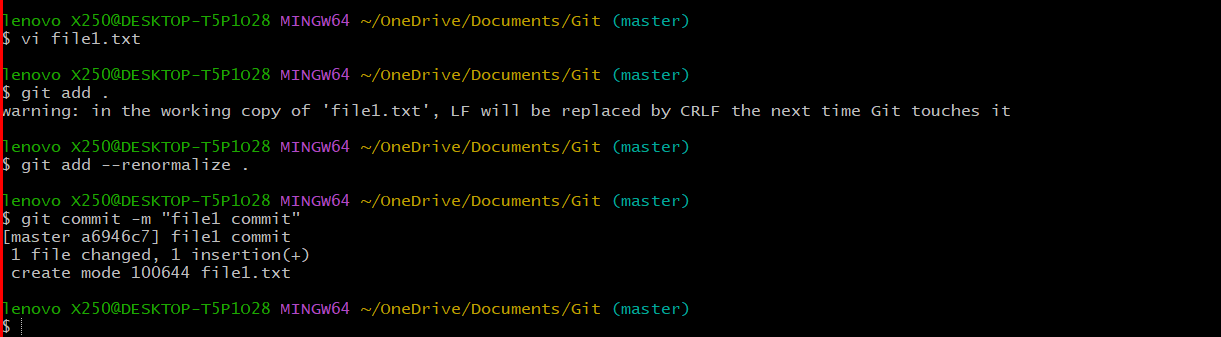 lenovo X250@DESKTOP-T5P1O28 MINGW64 ~/OneDrive/Documents/Git (master)
$ vi file1.txt
lenovo X250@DESKTOP-T5P1O28 MINGW64 ~/OneDrive/Documents/Git (master)
$ git add .
warning: in the working copy of 'file1.txt', LF will be replaced by CRLF the next time Git touches it
lenovo X250@DESKTOP-T5P1O28 MINGW64 ~/OneDrive/Documents/Git (master)
$ git add --renormalize .
lenovo X250@DESKTOP-T5P1O28 MINGW64 ~/OneDrive/Documents/Git (master)
$ git commit -m "file1 commit"
[master a6946c7] file1 commit
 1 file changed, 1 insertion(+)
 create mode 100644 file1.txt
lenovo X250@DESKTOP-T5P1O28 MINGW64 ~/OneDrive/Documents/Git (master)
$